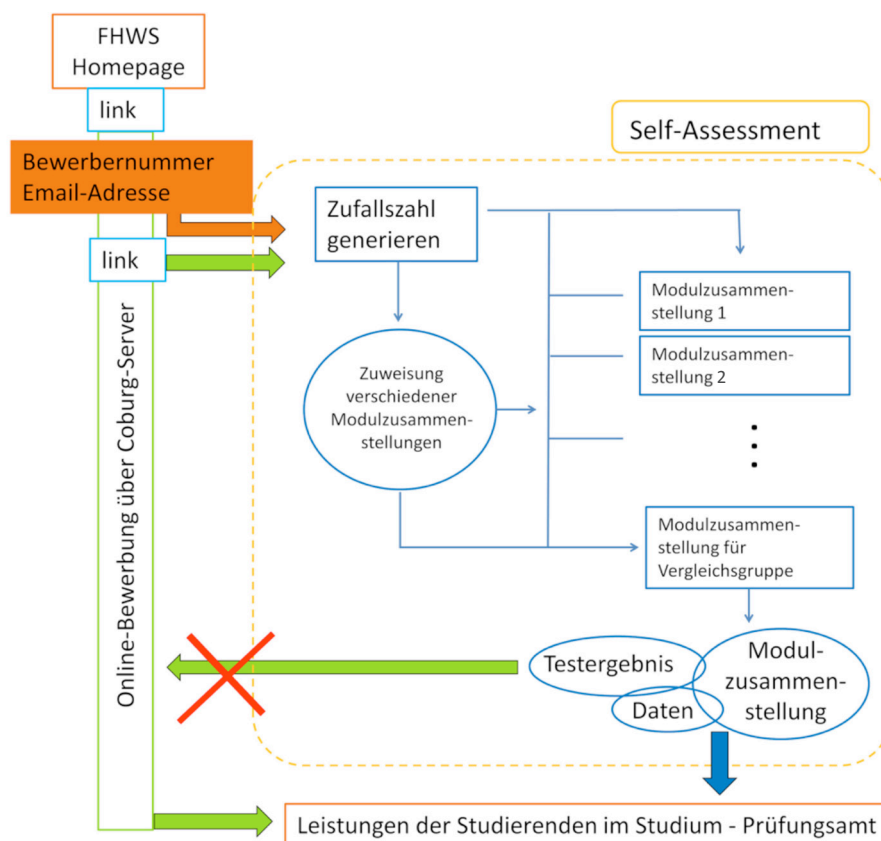 FHWS
Homepage
link
Self-Assessment
Bewerbernummer
Email-Adresse
Zufallszahl
generieren
link
Modulzusammen-
stellung 1
Modulzusammen-
stellung 2
Zuweisung
verschiedener
Modulzusammen-
stellungen
Online-Bewerbung über Coburg-Server
Modulzusammen-
stellung für
Vergleichsgruppe
Testergebnis
Daten
Modul-
zusammen-
stellung
Leistungen der Studierenden im Studium - Prüfungsamt